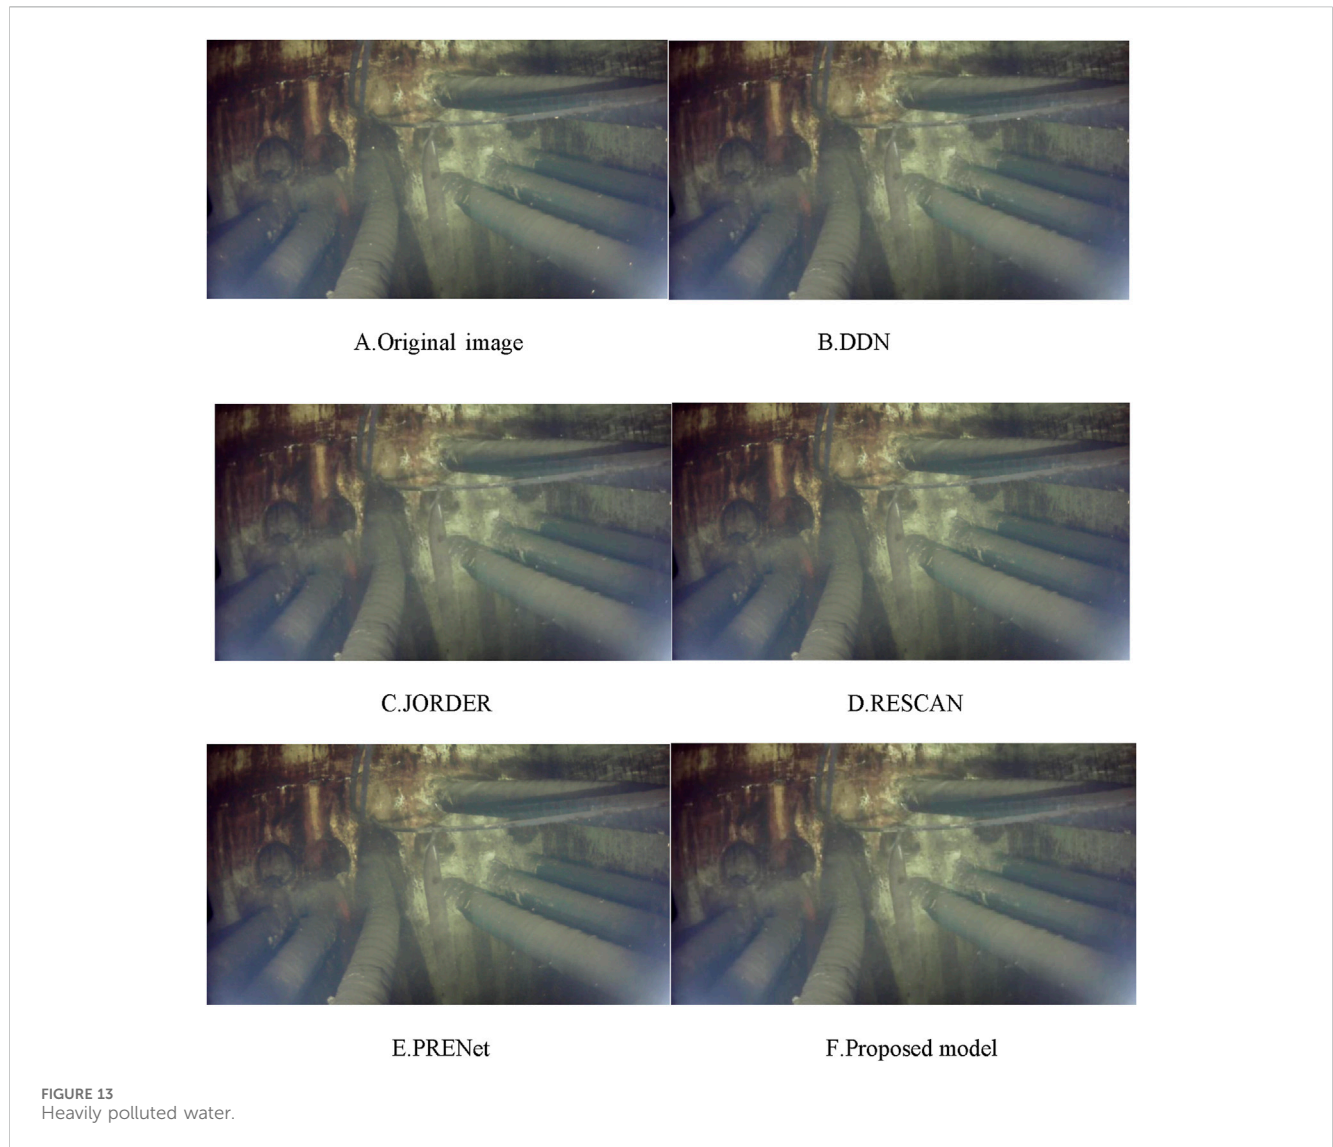 A.Original image
B.DDN
C.JORDER
D.RESCAN
E.PRENet
F.Proposed model
FIGURE 13
Heavily polluted water.